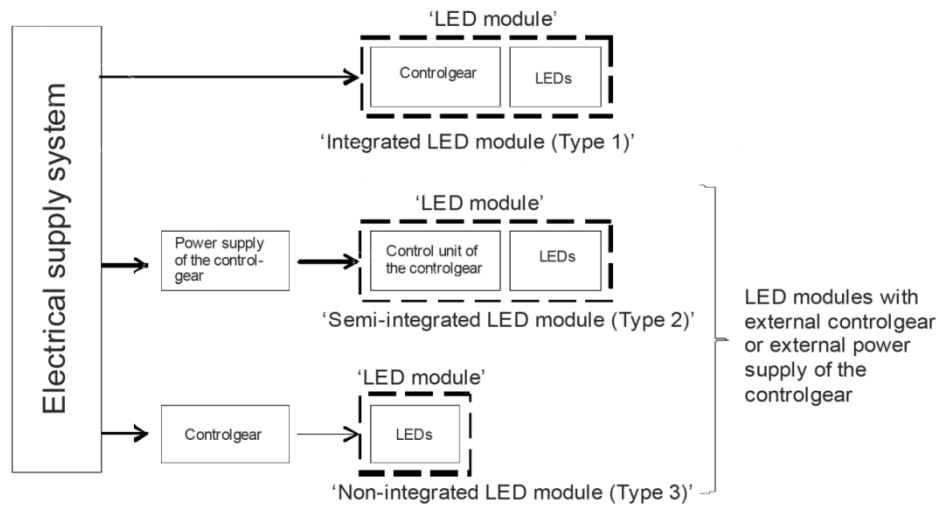 Electrical supply system
‘LED module’
Controlgear
LEDs
‘Integrated LED module (Type 1)’
‘LED module’
Power supply
of the control-
gear
Control unit of
the controlgear
LEDs
‘Semi-integrated LED module (Type 2)’
‘LED module’
Controlgear
LEDs
‘Non-integrated LED module (Type 3)’
LED modules with
external controlgear
or external power
supply of the
controlgear